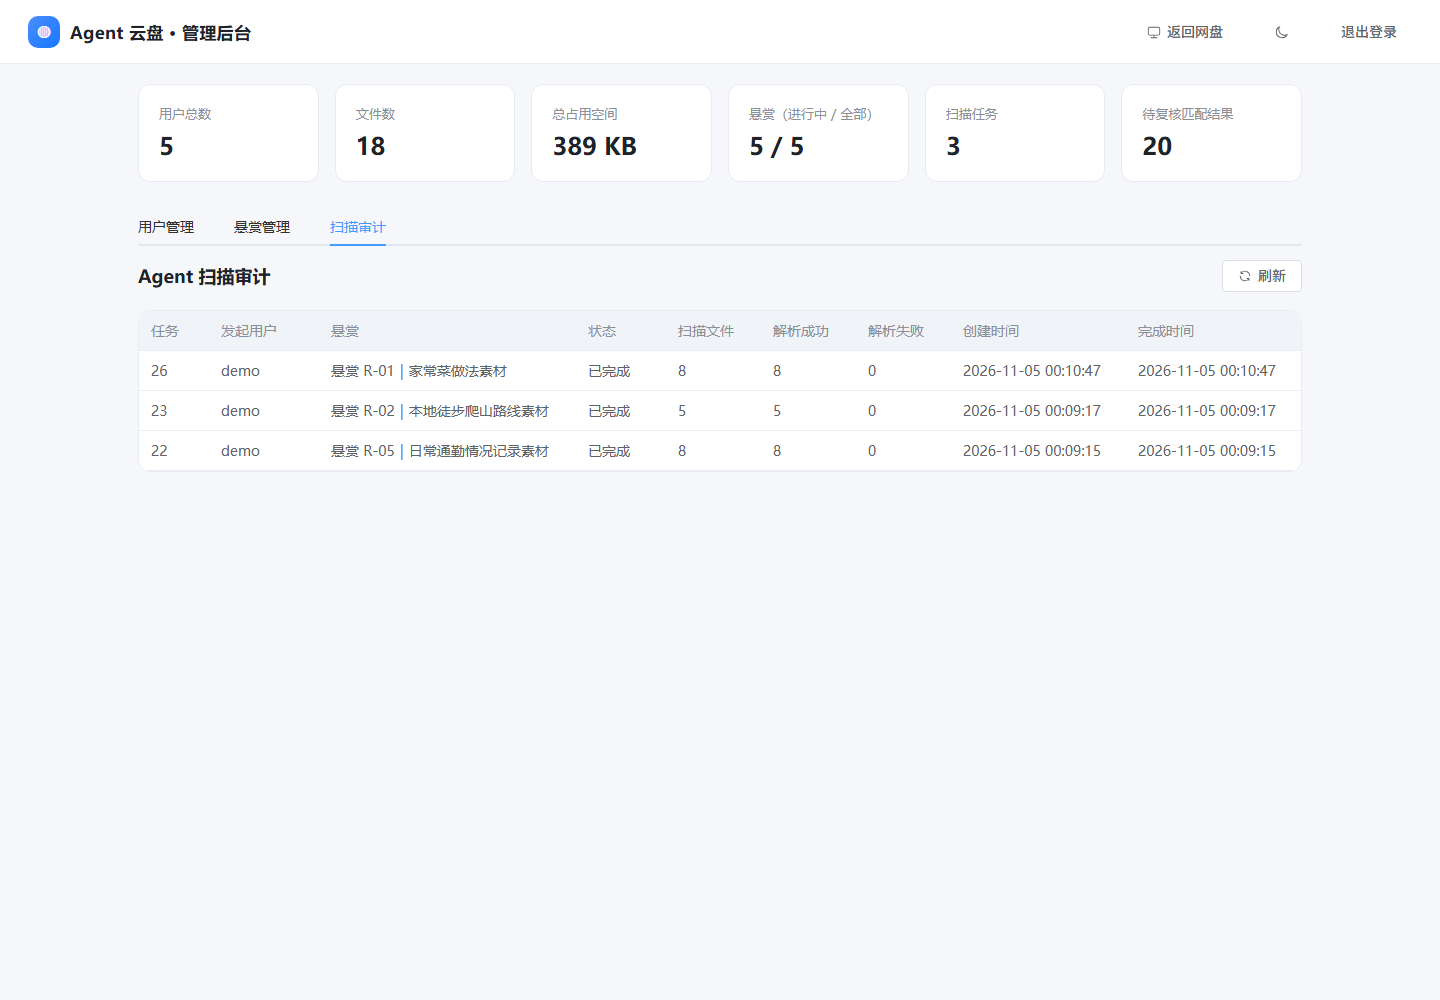 Agent 云盘 • 管理后台
返回网盘
退出登录
用户总数
5
文件数
18
总占用空间
389 KB
悬赏（进行中 / 全部）
5 / 5
扫描任务
3
待复核匹配结果
20
用户管理 悬赏管理 扫描审计
Agent 扫描审计
刷新
任务 发起用户 悬赏 状态 扫描文件 解析成功 解析失败 创建时间 完成时间
26 demo 悬赏 R-01｜家常菜做法素材 已完成 8 8 0 2026-11-05 00:10:47 2026-11-05 00:10:47
23 demo 悬赏 R-02｜本地徒步爬山路线素材 已完成 5 5 0 2026-11-05 00:09:17 2026-11-05 00:09:17
22 demo 悬赏 R-05｜日常通勤情况记录素材 已完成 8 8 0 2026-11-05 00:09:15 2026-11-05 00:09:15